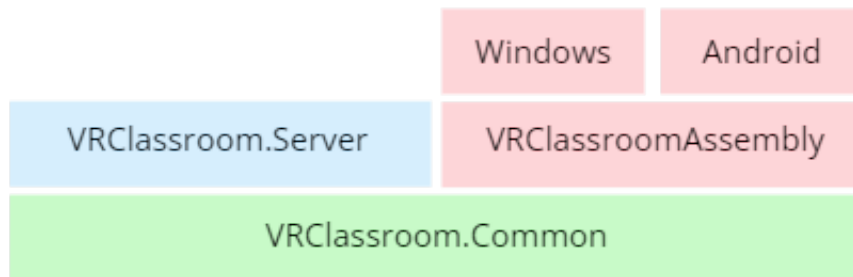 Windows Android
VRClassroom.Server VRClassroomAssembly
VRClassroom.Common